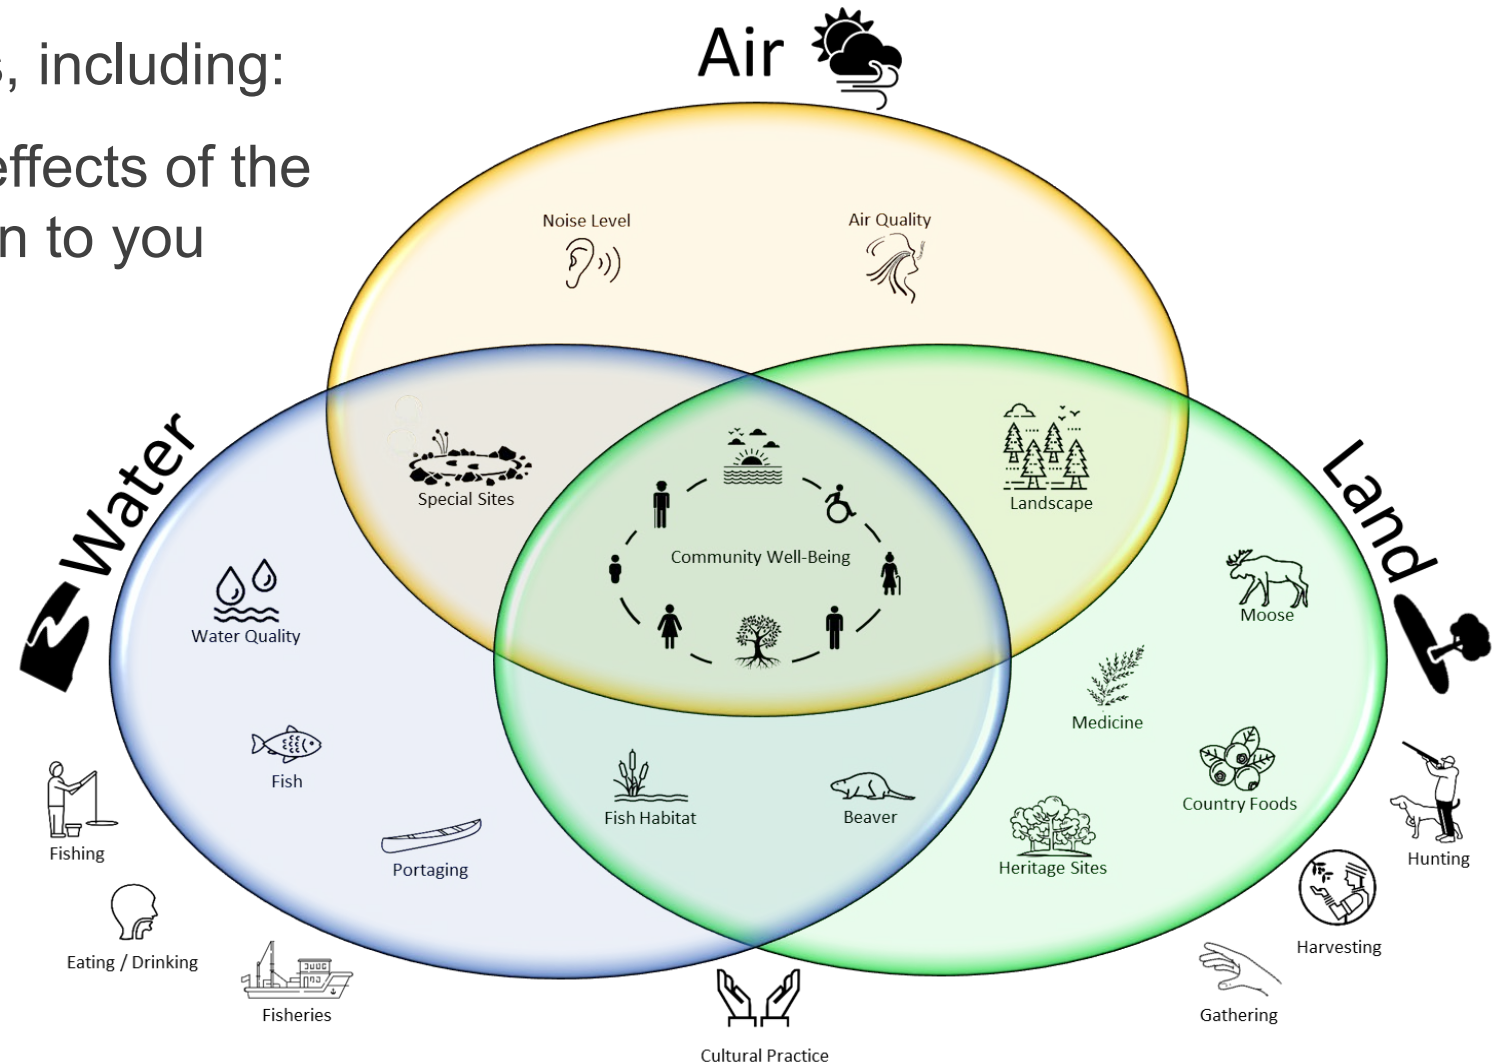 s, including:
effects of the
n to you
Air
Noise Level
Air Quality
Water
Land
Special Sites
Landscape
Community Well-Being
Moose
Water Quality
Medicine
Fish
Country Foods
Fish Habitat
Beaver
Portaging
Heritage Sites
Fishing
Hunting
Eating / Drinking
Harvesting
Fisheries
Gathering
Cultural Practice